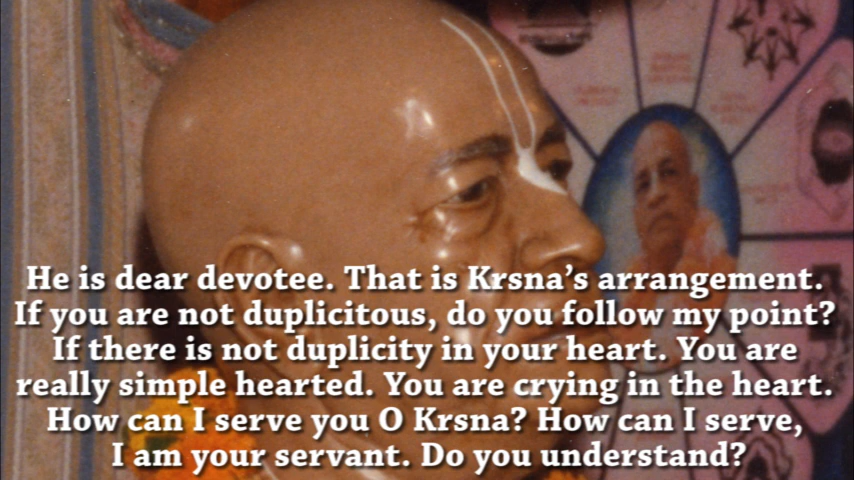 He is dear devotee. That is Krsna's arrangement.
If you are not duplicitous, do you follow my point?
If there is not duplicity in your heart. You are
really simple hearted. You are crying in the heart.
How can I serve you O Krsna? How can I serve,
I am your servant. Do you understand?